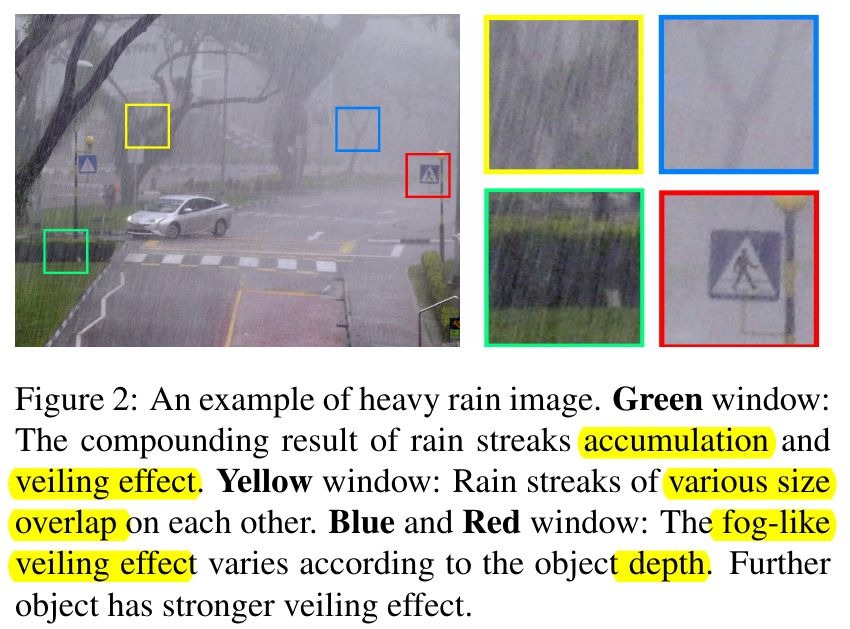 Figure 2: An example of heavy rain image. Green window:
The compounding result of rain streaks accumulation and
veiling effect. Yellow window: Rain streaks of various size
overlap on each other. Blue and Red window: The fog-like
veiling effect varies according to the object depth. Further
object has stronger veiling effect.